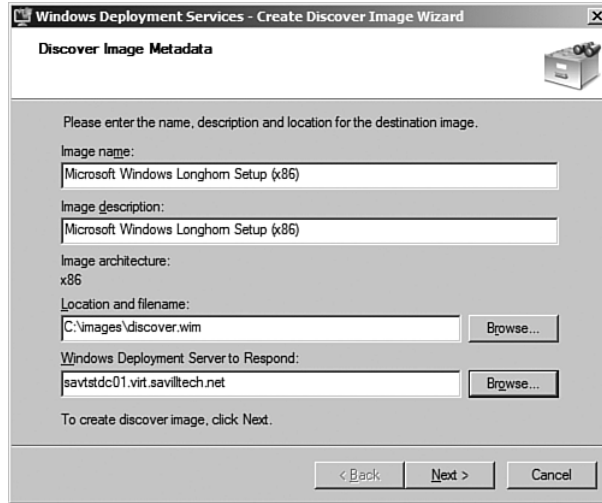 Windows Deployment Services - Create Discover Image Wizard
Discover Image Metadata
Please enter the name, description and location for the destination image.
Image name:
Microsoft Windows Longhorn Setup (x86)
Image description:
Microsoft Windows Longhorn Setup (x86)
Image architecture:
x86
Location and filename:
C:\images\discover.wim
Browse...
Windows Deployment Server to Respond:
savtstdc01.virt.savilltech.net
Browse...
To create discover image, click Next.
< Back Next > Cancel